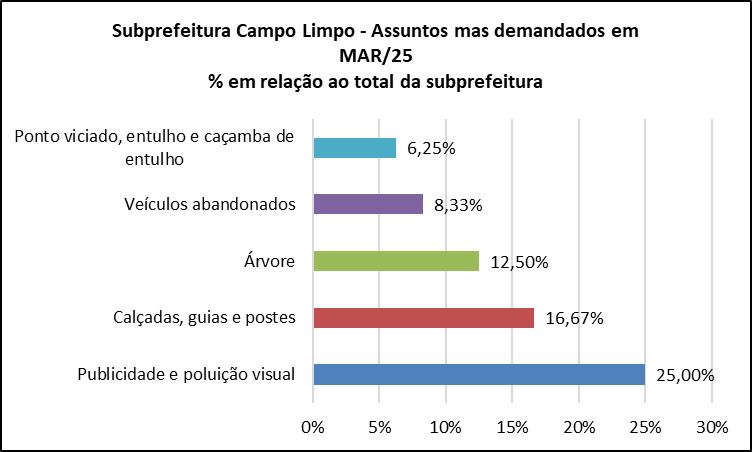 Subprefeitura Campo Limpo - Assuntos mas demandados em
MAR/25
% em relação ao total da subprefeitura
Ponto viciado, entulho e caçamba de
entulho
6,25%
Veículos abandonados
8,33%
Árvore
12,50%
Calçadas, guias e postes
16,67%
Publicidade e poluição visual
25,00%
0% 5% 10% 15% 20% 25% 30%